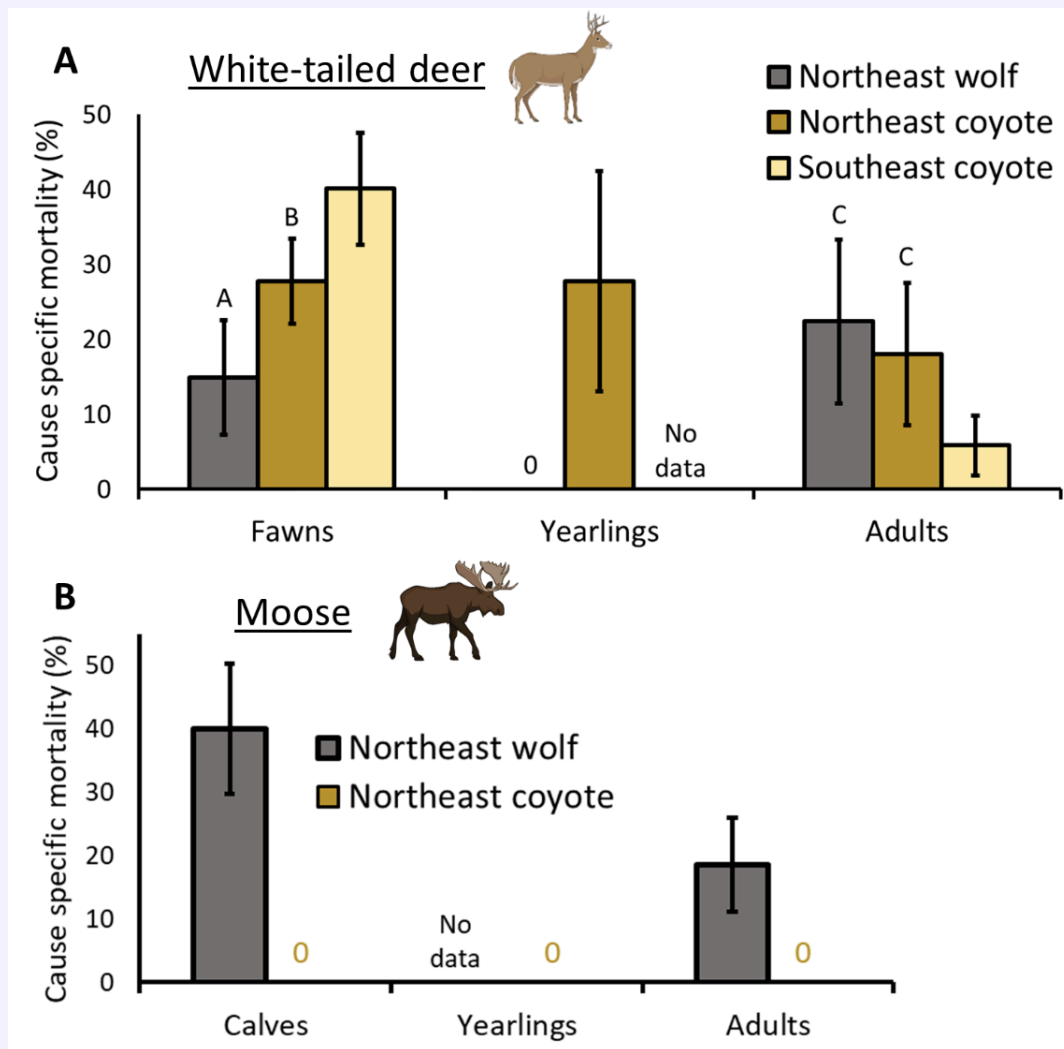 A
White-tailed deer
Northeast wolf
Northeast coyote
Southeast coyote
Cause specific mortality (%)
50
40
30
20
10
0
A
B
C
C
0
No
data
Fawns
Yearlings
Adults
B
Moose
Northeast wolf
Northeast coyote
Cause specific mortality (%)
50
40
30
20
10
0
0
No
data
0
0
Calves
Yearlings
Adults